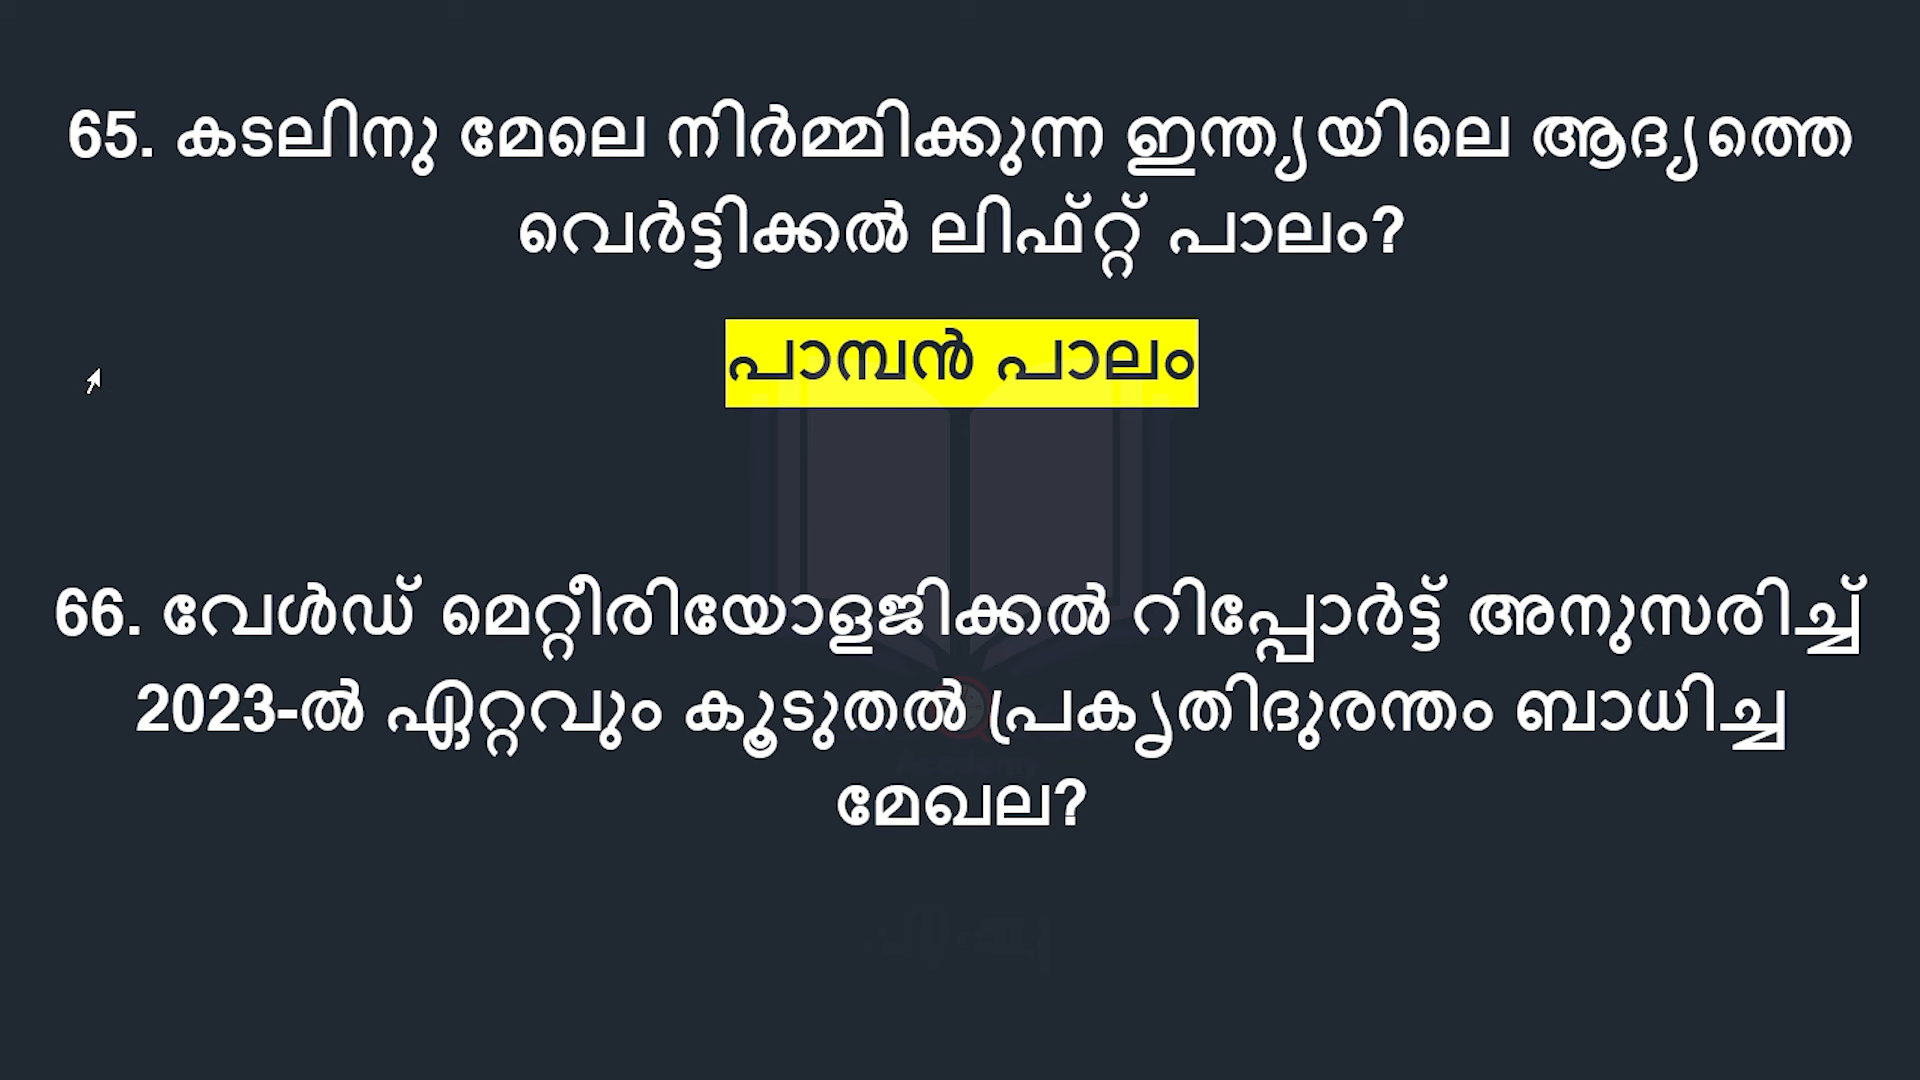 65. കടലിനു മേലെ നിർമ്മിക്കുന്ന ഇന്ത്യയിലെ ആദ്യത്തെ
വെർട്ടിക്കൽ ലിഫ്റ്റ് പാലം?
പാമ്പൻ പാലം
66. വേൾഡ് മെറ്റീരിയോളജിക്കൽ റിപ്പോർട്ട് അനുസരിച്ച്
2023-ൽ ഏറ്റവും കൂടുതൽ പ്രകൃതിദുരന്തം ബാധിച്ച
മേഖല?
Academy